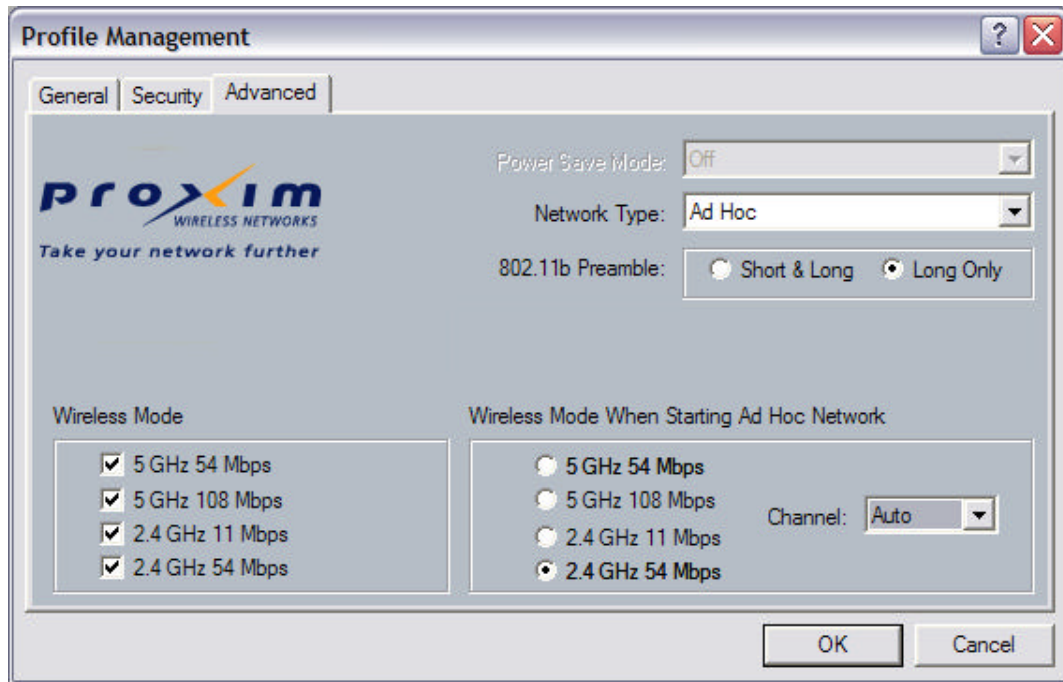 Profile Management
General Security Advanced
proxim
WIRELESS NETWORKS
Take your network further
Power Save Mode: Off
Network Type: Ad Hoc
802.11b Preamble: Short & Long Long Only
Wireless Mode
5 GHz 54 Mbps
5 GHz 108 Mbps
2.4 GHz 11 Mbps
2.4 GHz 54 Mbps
Wireless Mode When Starting Ad Hoc Network
5 GHz 54 Mbps
5 GHz 108 Mbps
2.4 GHz 11 Mbps
2.4 GHz 54 Mbps
Channel: Auto
OK Cancel